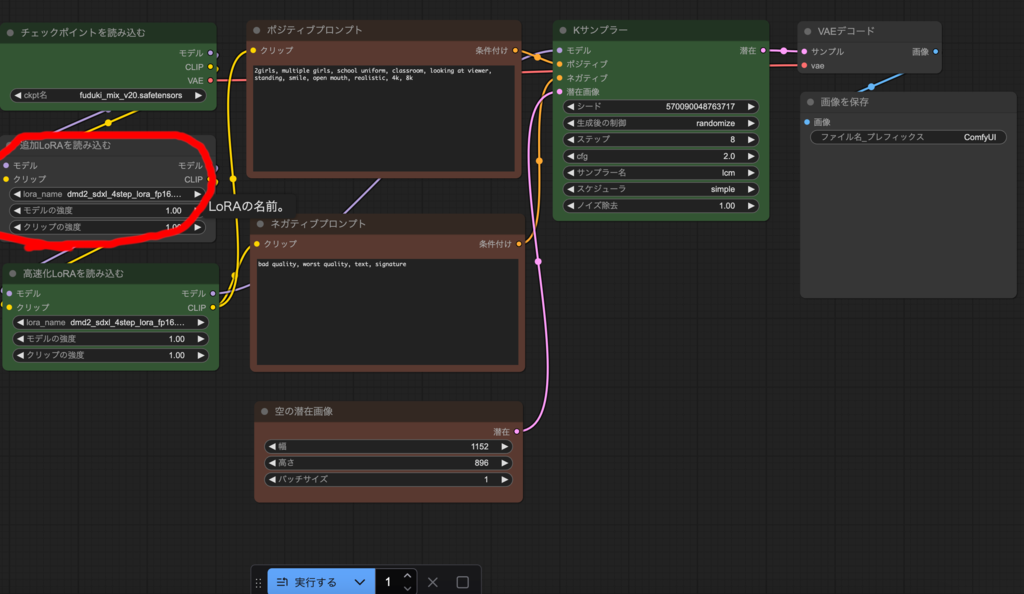 チェックポイントを読み込む
モデル
CLIP
VAE
ckpt名 fuduki_mix_v20.safetensors
追加LoRAを読み込む
モデル モデル
クリップ CLIP
lora_name dmd2_sdxl_4step_lora_fp16....
モデルの強度 1.00
クリップの強度 1.00
LoRAの名前。
高速化LoRAを読み込む
モデル モデル
クリップ CLIP
lora_name dmd2_sdxl_4step_lora_fp16....
モデルの強度 1.00
クリップの強度 1.00
ポジティブプロンプト
クリップ 条件付け
2girls, multiple girls, school uniform, classroom, looking at viewer,
standing, smile, open mouth, realistic, 4k, 8k
ネガティブプロンプト
クリップ 条件付け
bad quality, worst quality, text, signature
空の潜在画像
潜在
幅 1152
高さ 896
バッチサイズ 1
Kサンプラー
モデル 潜在
ポジティブ
ネガティブ
潜在画像
シード 570090048763717
生成後の制御 randomize
ステップ 8
cfg 2.0
サンプラー名 lcm
スケジューラ simple
ノイズ除去 1.00
VAEデコード
サンプル 画像
vae
画像を保存
画像
ファイル名_プレフィックス ComfyUI
実行する 1